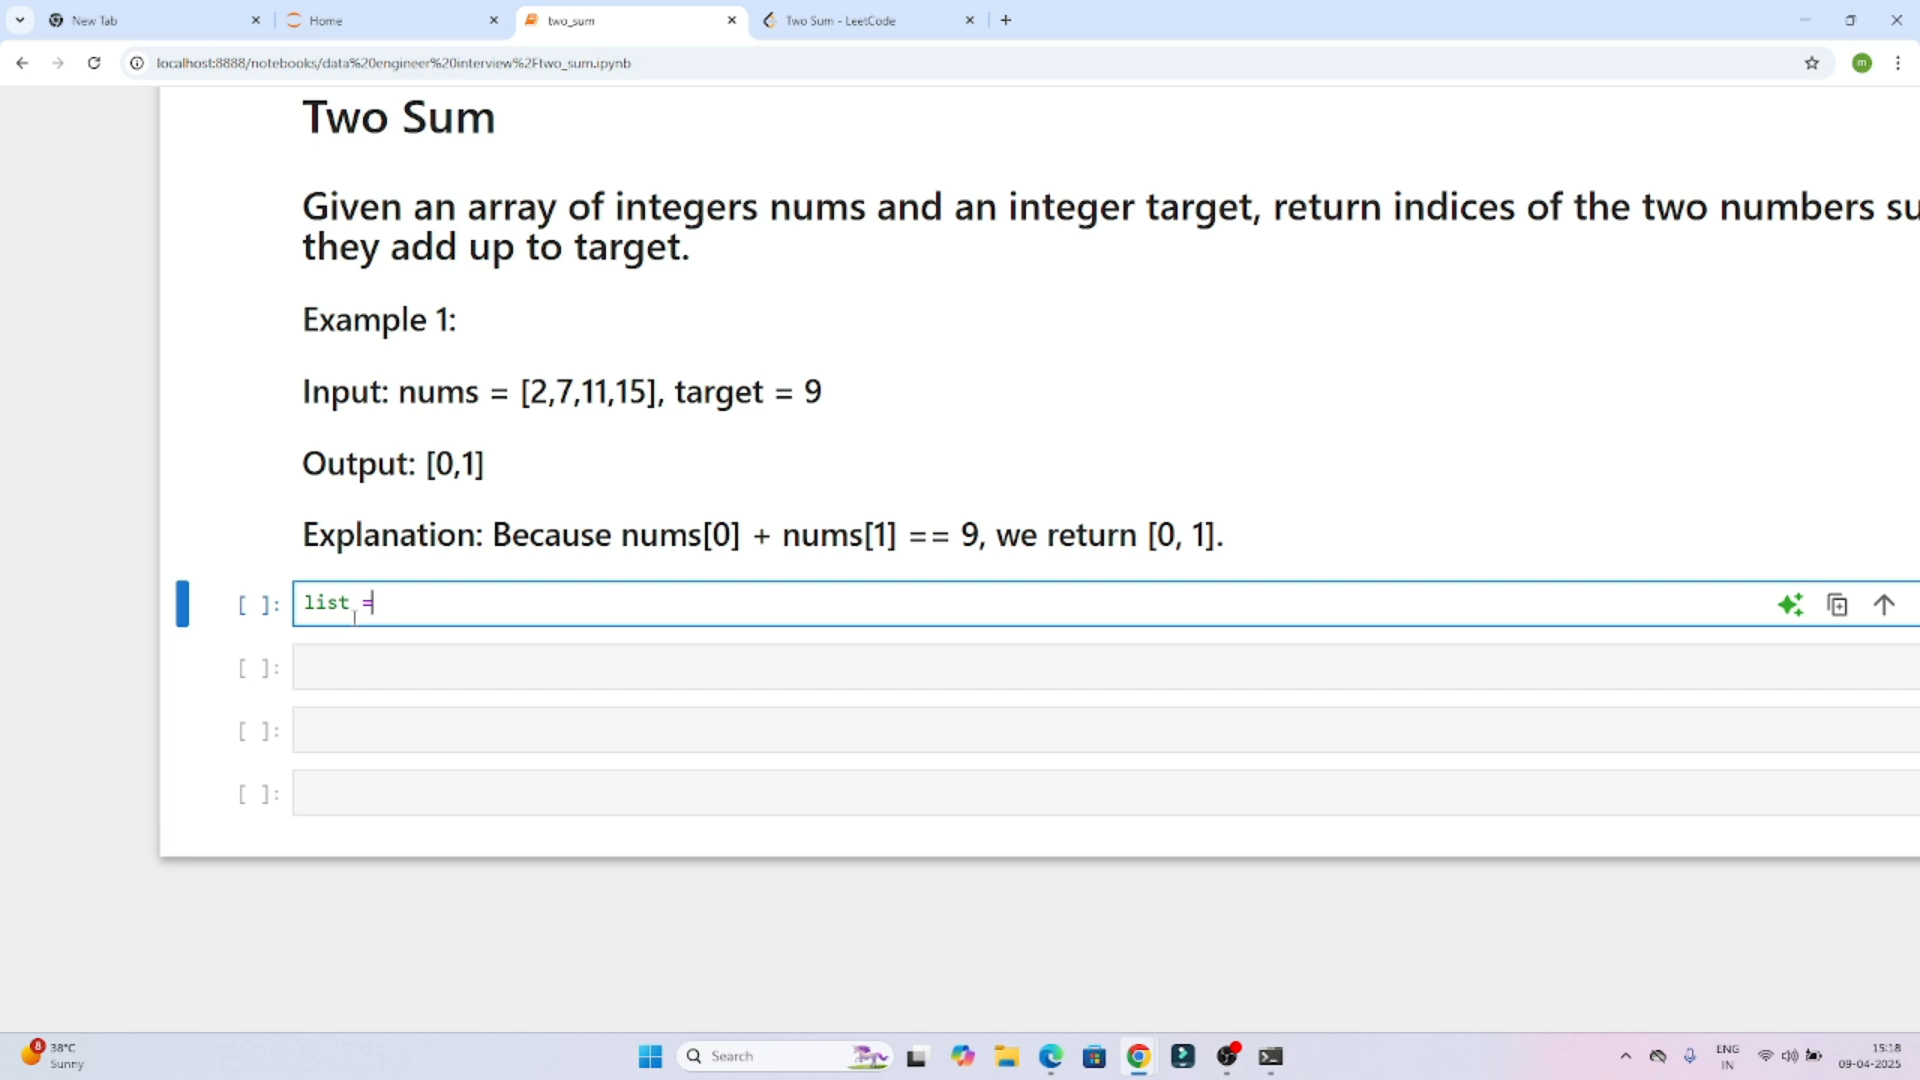 New Tab
Home
two_sum
Two Sum - LeetCode
localhost:8888/notebooks/data%20engineer%20interview%2Ftwo_sum.ipynb
m
Two Sum
Given an array of integers nums and an integer target, return indices of the two numbers su
they add up to target.
Example 1:
Input: nums = [2,7,11,15], target = 9
Output: [0,1]
Explanation: Because nums[0] + nums[1] == 9, we return [0, 1].
[ ]: list =
[ ]:
[ ]:
[ ]:
8
38°C
Sunny
Search
ENG
IN
15:18
09-04-2025